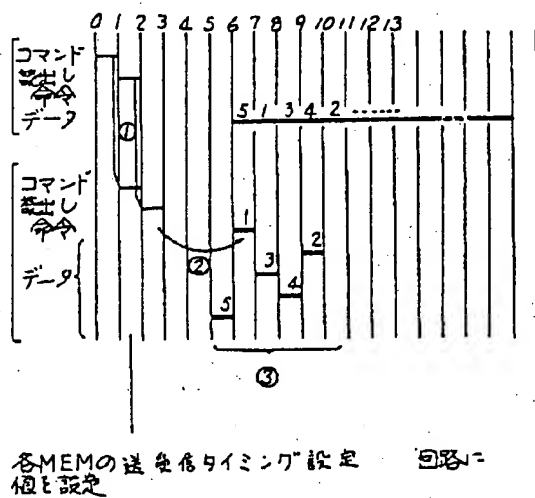 0 1 2 3 4 5 6 7 8 9 10 11 12 13
コマンド
読出し
命令
データ
5 1 3 4 2 ‥‥‥
①
コマンド
読出し
命令
データ
②
1
3
2
4
5
③
各MEMの送受信タイミング設定 回路に
値を設定